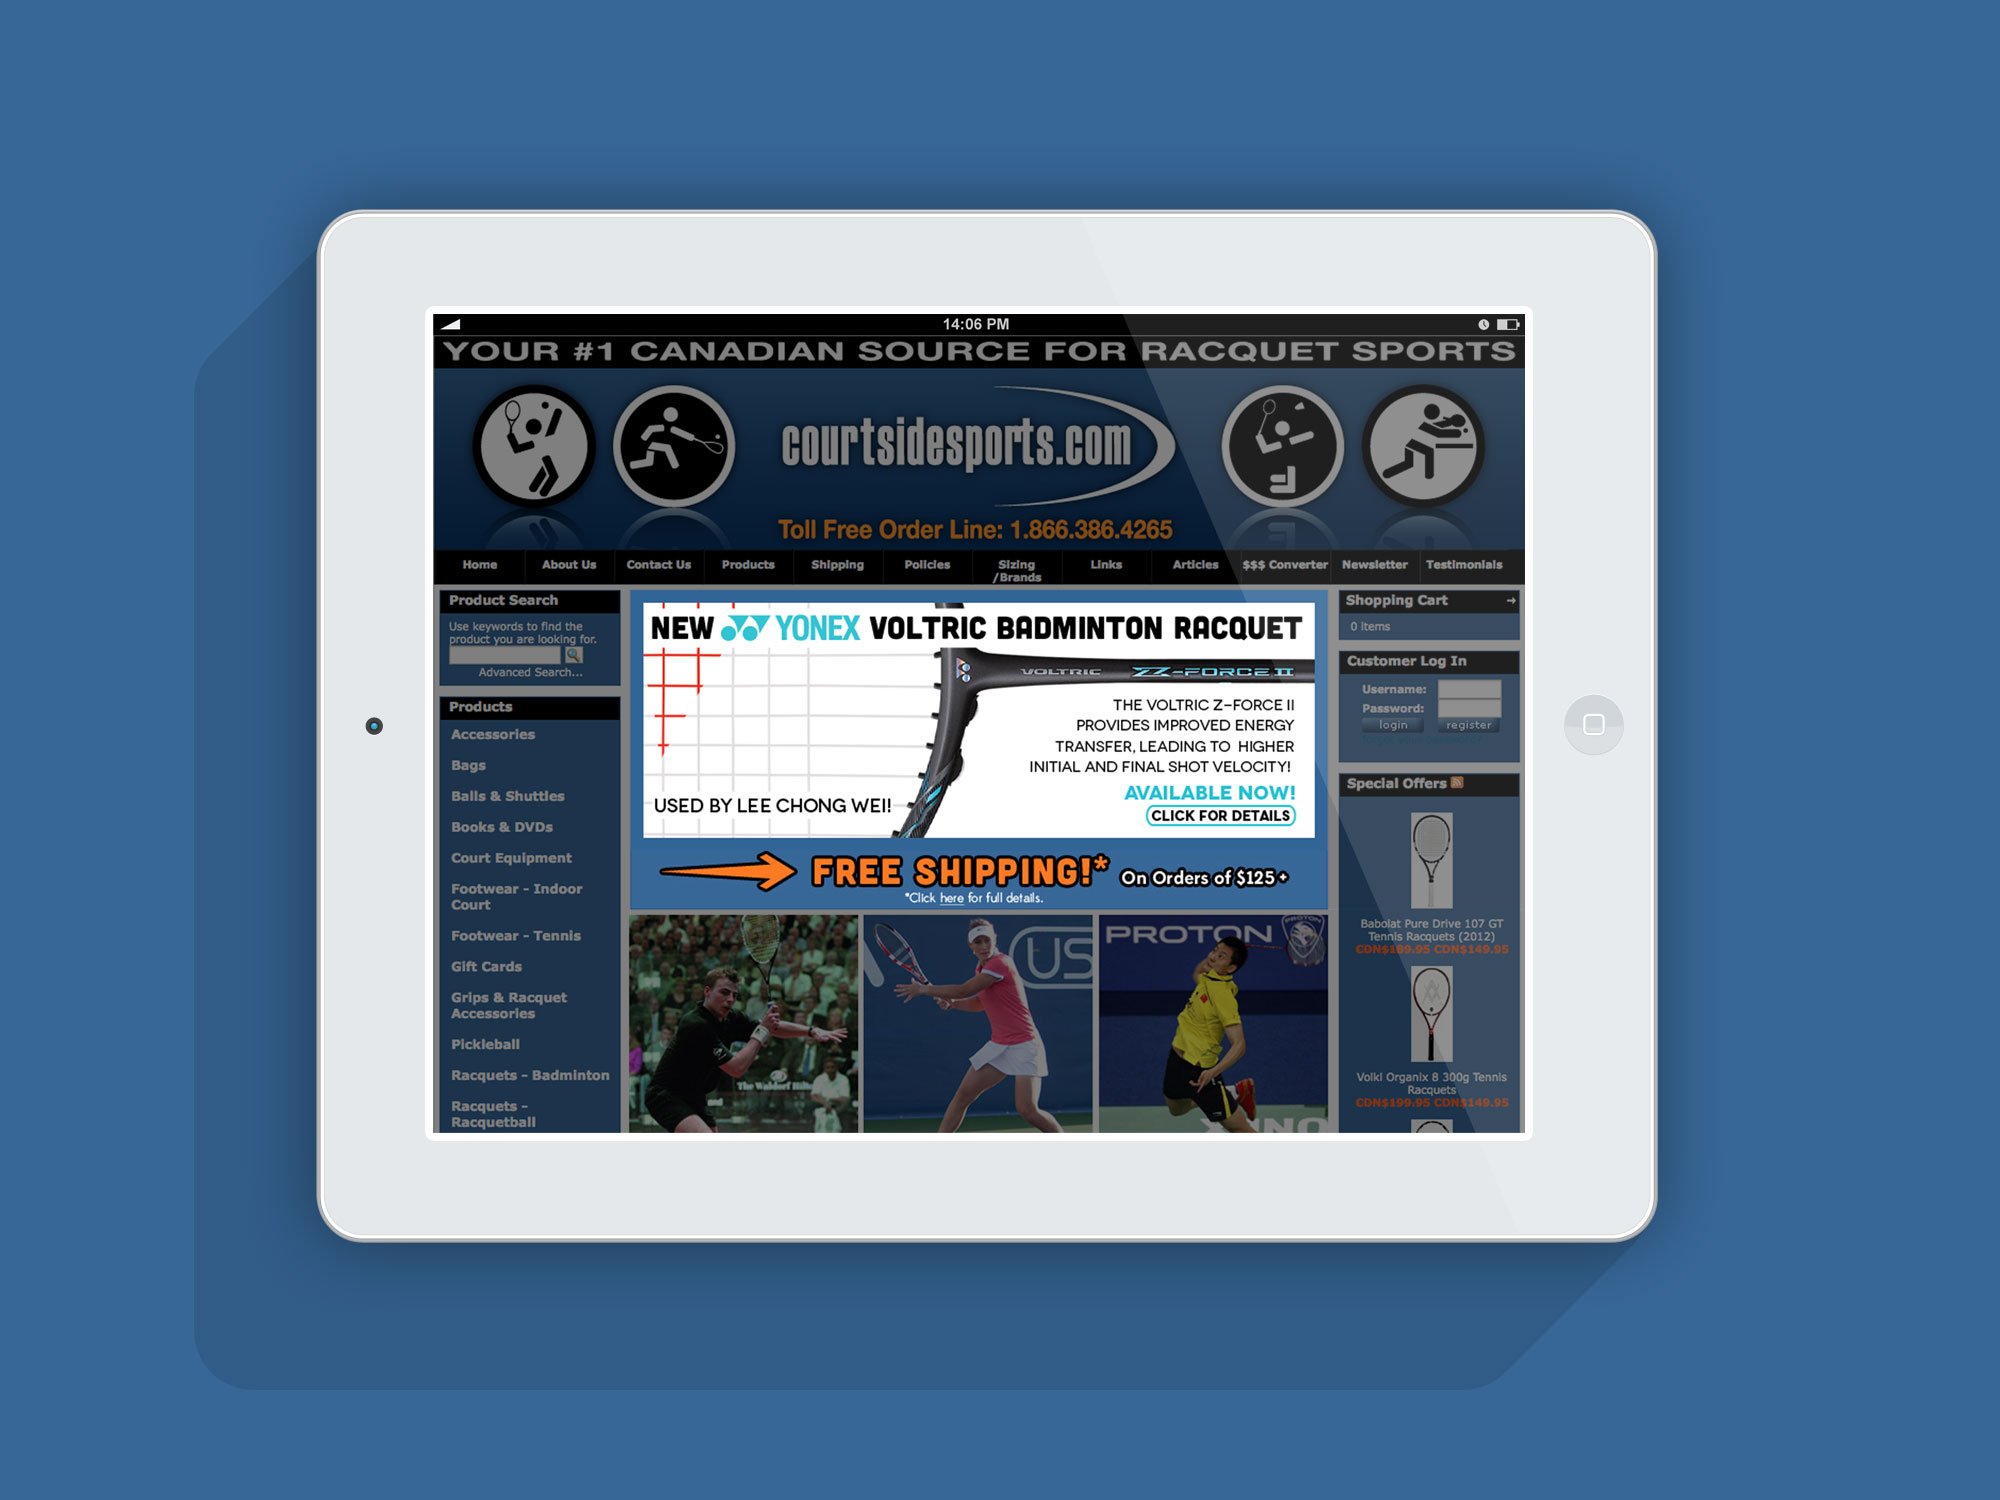 14:06 PM
YOUR #1 CANADIAN SOURCE FOR RACQUET SPORTS
courtsidesports.com
Toll Free Order Line: 1.866.386.4265
Home About Us Contact Us Products Shipping Policies Sizing /Brands Links Articles $$$ Converter Newsletter Testimonials
Product Search
Use keywords to find the
product you are looking for.
Advanced Search...
Products
Accessories
Bags
Balls & Shuttles
Books & DVDs
Court Equipment
Footwear - Indoor
Court
Footwear - Tennis
Gift Cards
Grips & Racquet
Accessories
Pickleball
Racquets - Badminton
Racquets -
Racquetball
NEW YONEX VOLTRIC BADMINTON RACQUET
VOLTRIC Z-FORCE II
THE VOLTRIC Z-FORCE II
PROVIDES IMPROVED ENERGY
TRANSFER, LEADING TO HIGHER
INITIAL AND FINAL SHOT VELOCITY!
USED BY LEE CHONG WEI!
AVAILABLE NOW!
CLICK FOR DETAILS
FREE SHIPPING!* On Orders of $125+
*Click here for full details.
The Waldorf Hilton
US
PROTON
PROTON
Shopping Cart →
0 items
Customer Log In
Username:
Password:
login register
Special Offers
Babolat Pure Drive 107 GT
Tennis Racquets (2012)
CDN$189.95 CDN$149.95
Volkl Organix 8 300g Tennis
Racquets
CDN$199.95 CDN$149.95